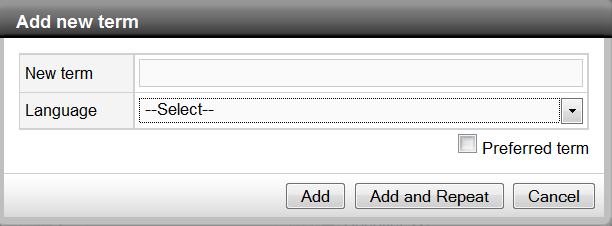 Add new term
New term
Language --Select--
Preferred term
Add Add and Repeat Cancel